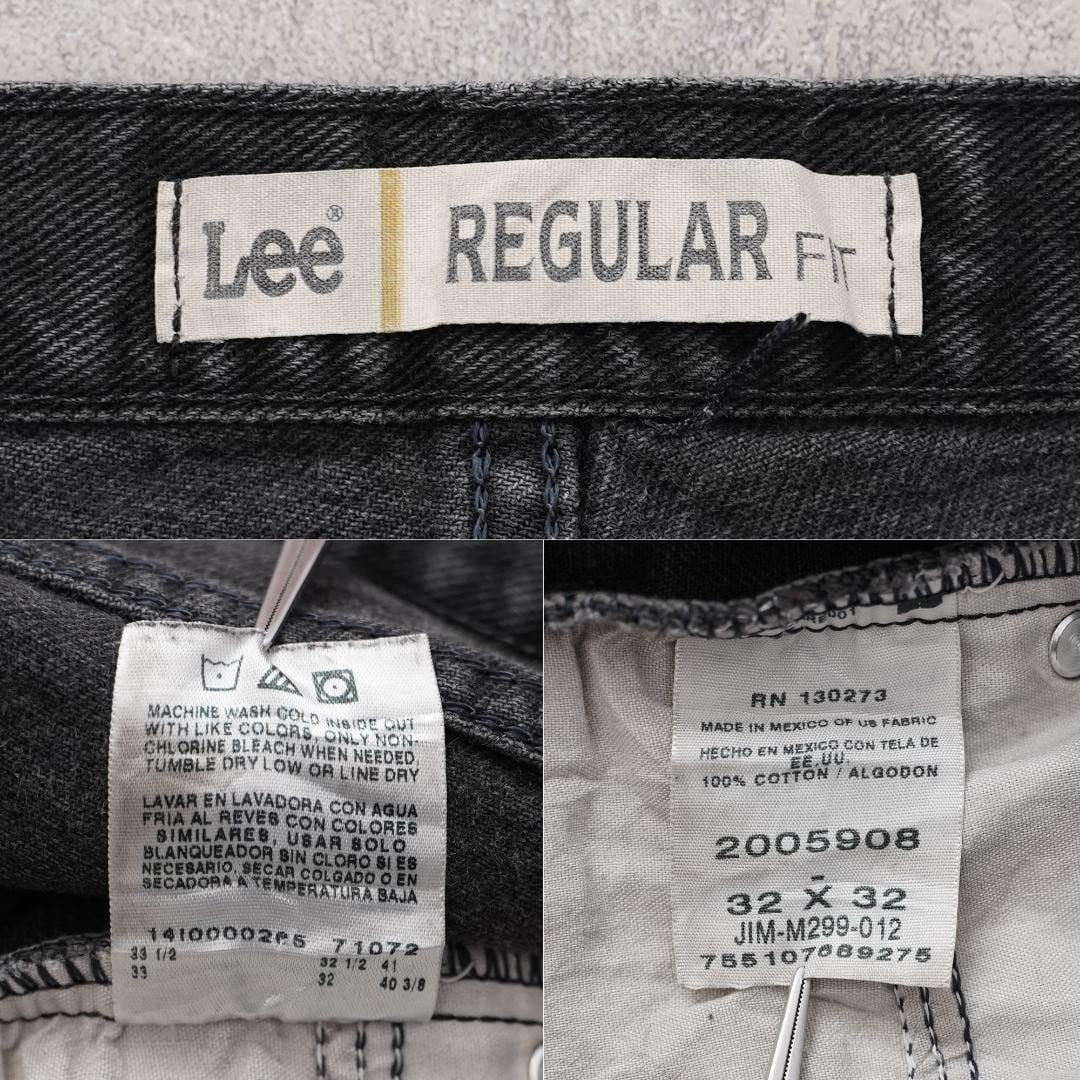 Lee®
REGULAR FIT
MACHINE WASH COLD INSIDE OUT
WITH LIKE COLORS, ONLY NON-
CHLORINE BLEACH WHEN NEEDED,
TUMBLE DRY LOW OR LINE DRY
LAVAR EN LAVADORA CON AGUA
FRIA AL REVES CON COLORES
SIMILARES, USAR SOLO
BLANQUEADOR SIN CLORO SI ES
NECESARIO. SECAR COLGADO O EN
SECADORA A TEMPERATURA BAJA
71072
33 1/2 32 1/2 41
33 32 40 3/8
RN 130273
MADE IN MEXICO OF US FABRIC
HECHO EN MEXICO CON TELA DE
EE.UU.
100% COTTON / ALGODON
2005908
32 X 32
JIM-M299-012